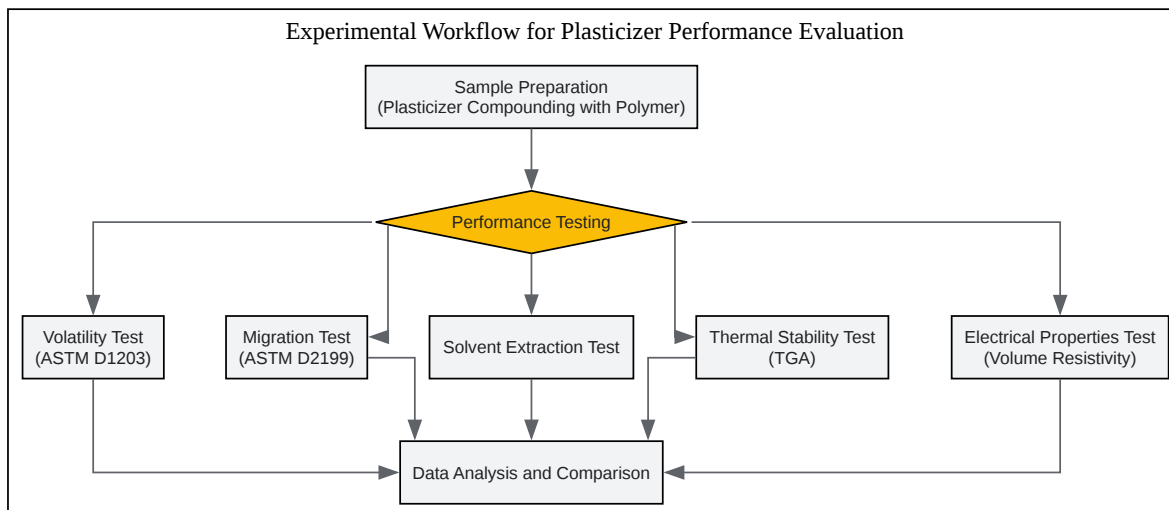 Experimental Workflow for Plasticizer Performance Evaluation
Sample Preparation
(Plasticizer Compounding with Polymer)
Performance Testing
Volatility Test
(ASTM D1203)
Migration Test
(ASTM D2199)
Solvent Extraction Test
Thermal Stability Test
(TGA)
Electrical Properties Test
(Volume Resistivity)
Data Analysis and Comparison